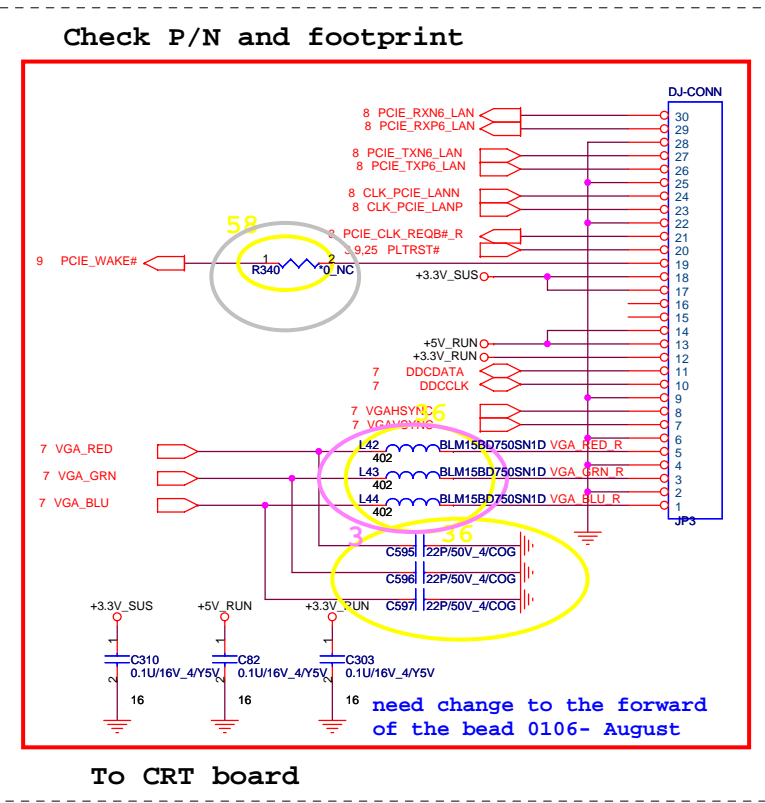 Check P/N and footprint
DJ-CONN
8 PCIE_RXN6_LAN 30
8 PCIE_RXP6_LAN 29
28
8 PCIE_TXN6_LAN 27
8 PCIE_TXP6_LAN 26
25
8 CLK_PCIE_LANN 24
8 CLK_PCIE_LANP 23
58 22
8 PCIE_CLK_REQB#_R 21
9,25 PLTRST# 20
9 PCIE_WAKE# 1 2 19
R340 *0_NC
+3.3V_SUS 18
17
16
15
14
+5V_RUN 13
+3.3V_RUN 12
7 DDCDATA 11
7 DDCCLK 10
9
7 VGAHSYNC 8
7 VGAVSYNC 7
36
6
7 VGA_RED L42 BLM15BD750SN1D VGA_RED_R 5
402
4
7 VGA_GRN L43 BLM15BD750SN1D VGA_GRN_R 3
402
2
7 VGA_BLU L44 BLM15BD750SN1D VGA_BLU_R 1
402
JP3
3 36
C595 22P/50V_4/COG
C596 22P/50V_4/COG
C597 22P/50V_4/COG
+3.3V_SUS +5V_RUN +3.3V_RUN
1 1 1
C310 C82 C303
0.1U/16V_4/Y5V 0.1U/16V_4/Y5V 0.1U/16V_4/Y5V
2 2 2
16 16 16
need change to the forward
of the bead 0106- August
To CRT board